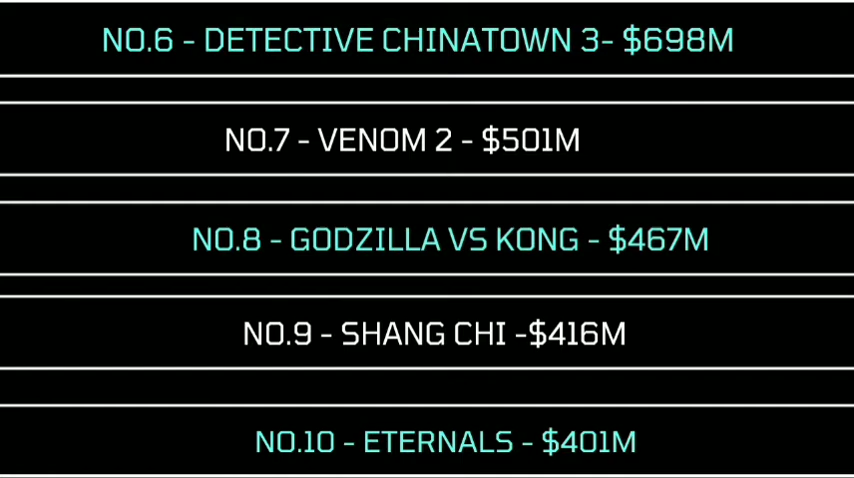 NO.6 - DETECTIVE CHINATOWN 3- $698M
NO.7 - VENOM 2 - $501M
NO.8 - GODZILLA VS KONG - $467M
NO.9 - SHANG CHI -$416M
NO.10 - ETERNALS - $401M